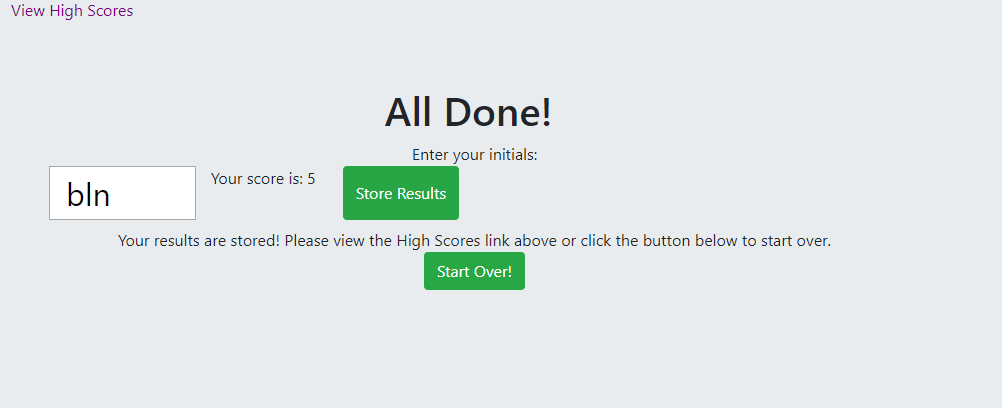 View High Scores
All Done!
Enter your initials:
bln
Your score is: 5
Store Results
Your results are stored! Please view the High Scores link above or click the button below to start over.
Start Over!